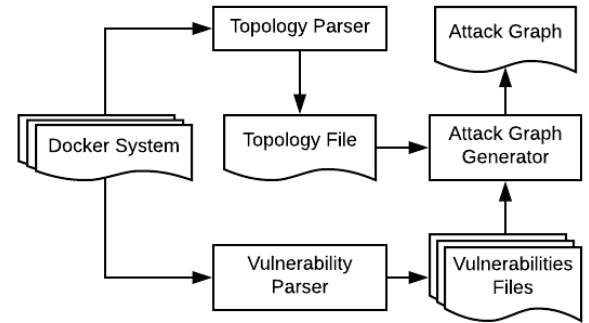 Topology Parser
Attack Graph
Docker System
Topology File
Attack Graph
Generator
Vulnerability
Parser
Vulnerabilities
Files